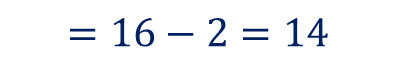 = 16 − 2 = 14